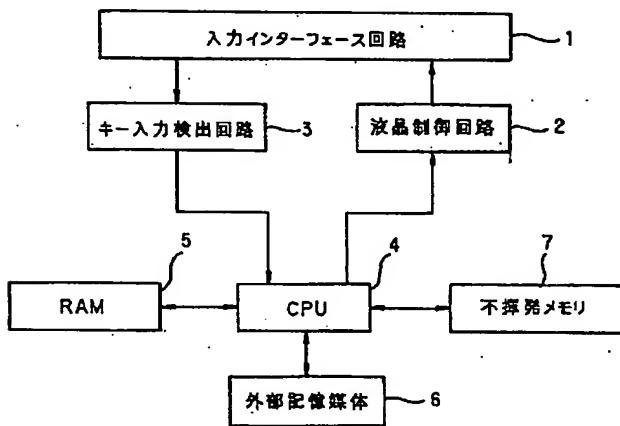 入力インターフェース回路
1
キー入力検出回路
3
液晶制御回路
2
5
4
7
RAM
CPU
不揮発メモリ
外部記憶媒体
6